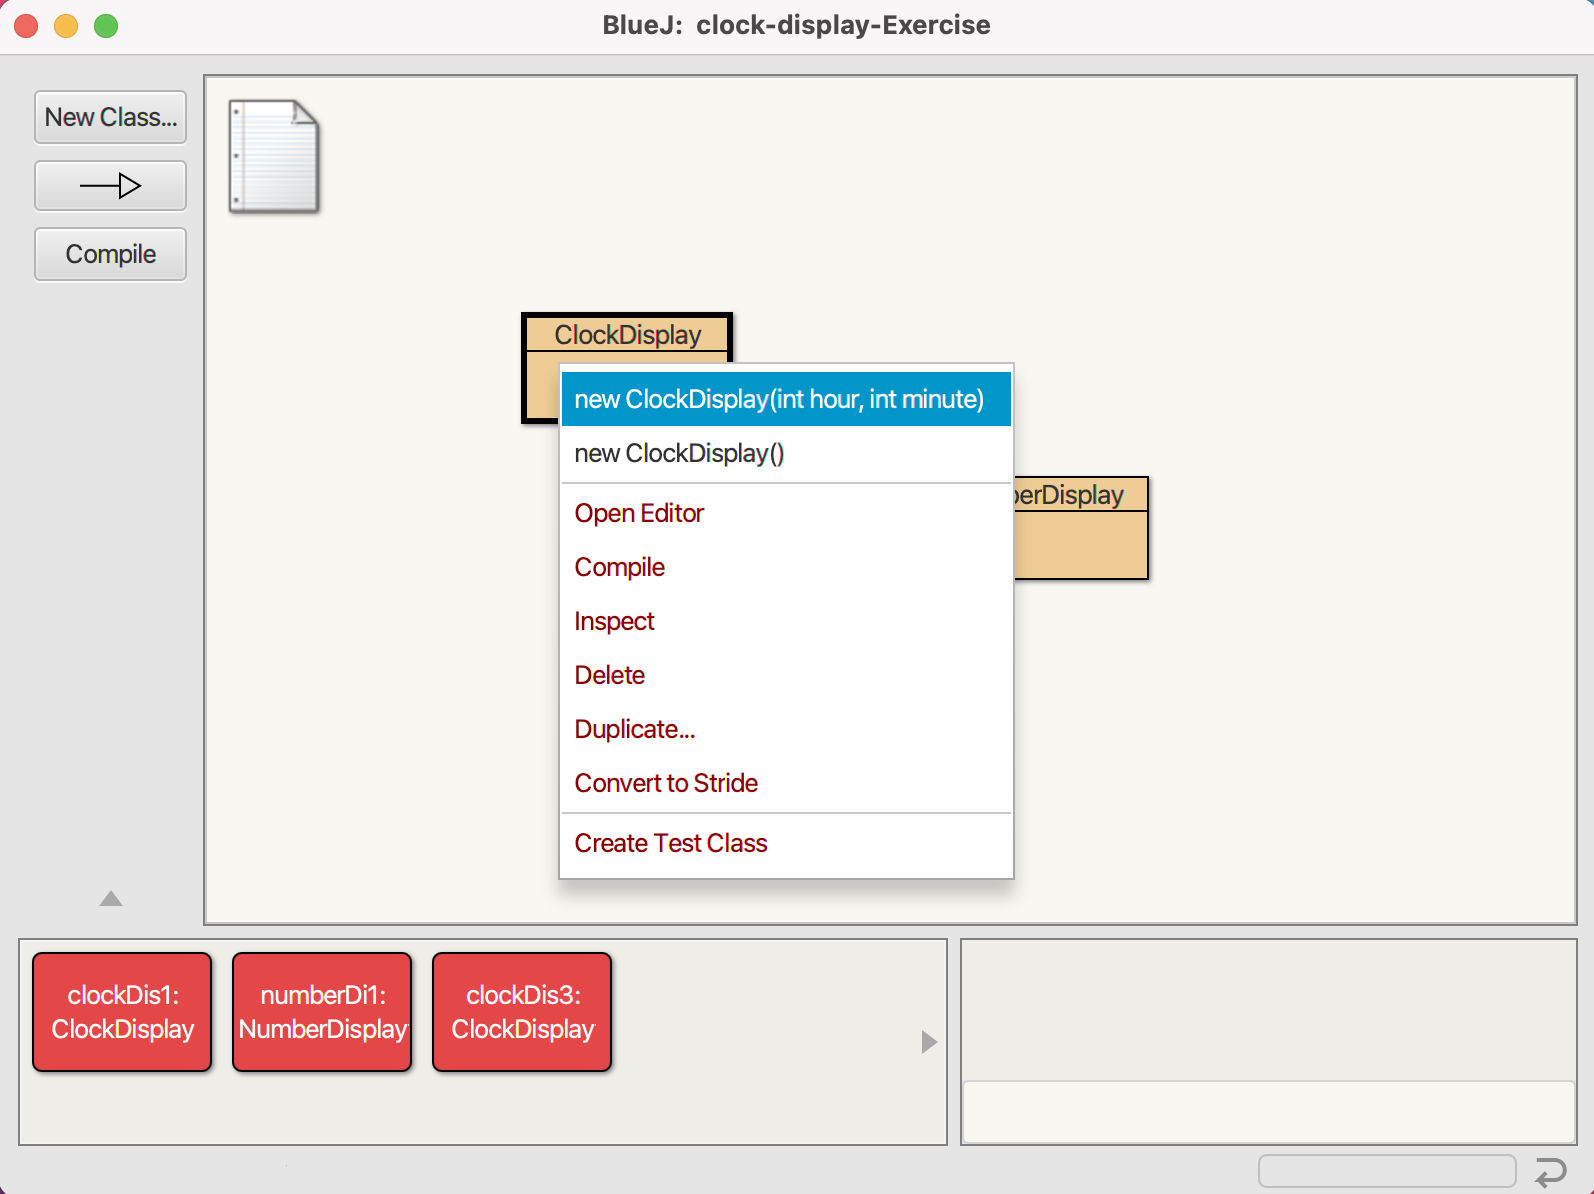 BlueJ:  clock-display-Exercise
New Class...
Compile
ClockDisplay
new ClockDisplay(int hour, int minute)
new ClockDisplay()
berDisplay
Open Editor
Compile
Inspect
Delete
Duplicate...
Convert to Stride
Create Test Class
clockDis1:
ClockDisplay
numberDi1:
NumberDisplay
clockDis3:
ClockDisplay